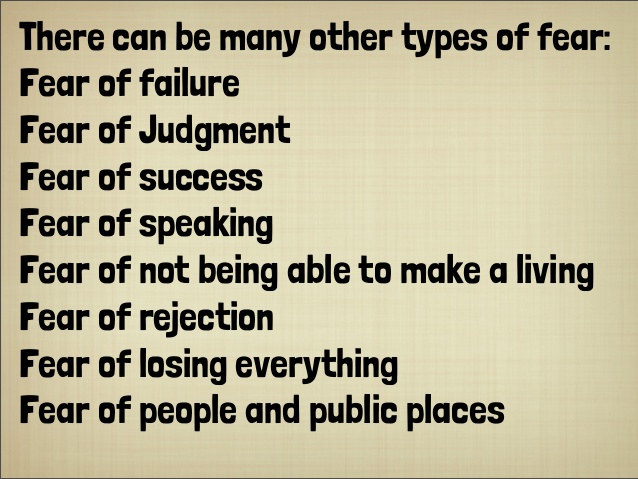 There can be many other types of fear:
Fear of failure
Fear of Judgment
Fear of success
Fear of speaking
Fear of not being able to make a living
Fear of rejection
Fear of losing everything
Fear of people and public places